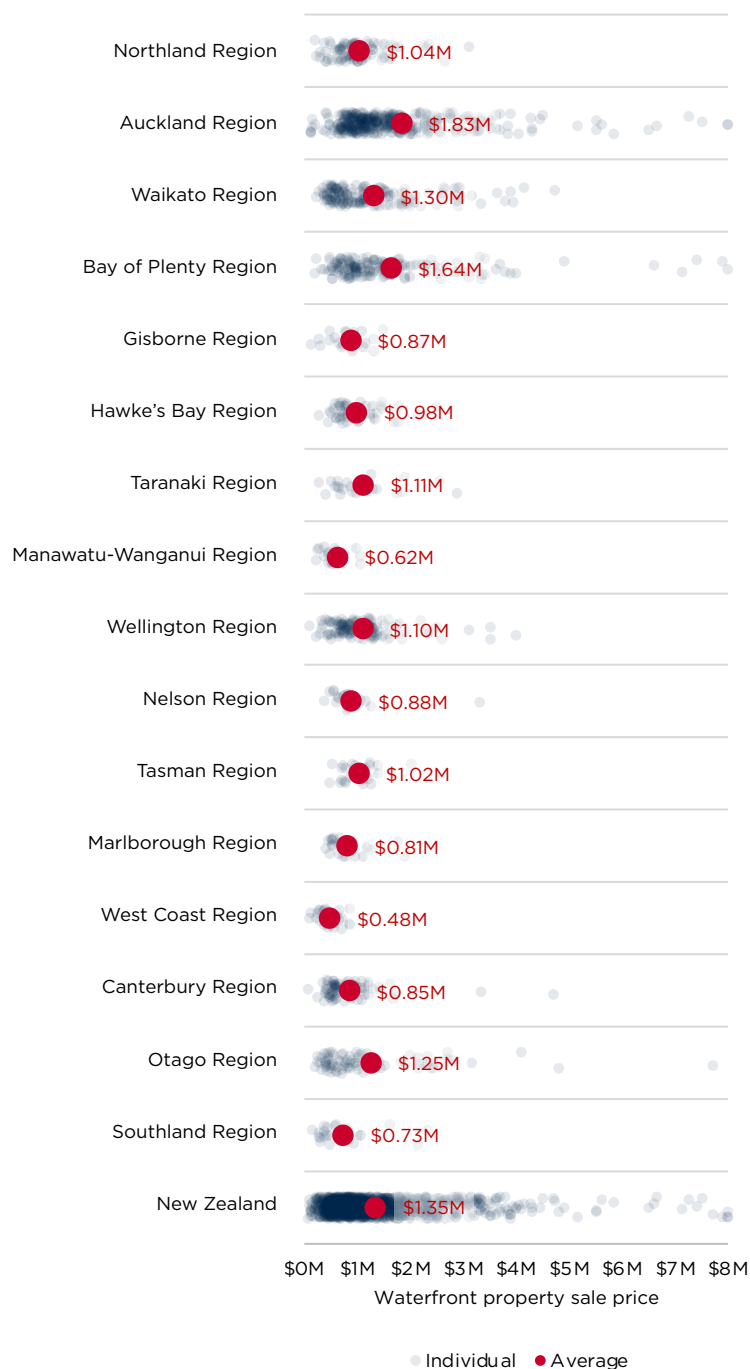 Northland Region
$1.04M
Auckland Region
$1.83M
Waikato Region
$1.30M
Bay of Plenty Region
$1.64M
Gisborne Region
$0.87M
Hawke's Bay Region
$0.98M
Taranaki Region
$1.11M
Manawatu-Wanganui Region
$0.62M
Wellington Region
$1.10M
Nelson Region
$0.88M
Tasman Region
$1.02M
Marlborough Region
$0.81M
West Coast Region
$0.48M
Canterbury Region
$0.85M
Otago Region
$1.25M
Southland Region
$0.73M
New Zealand
$1.35M
$0M $1M $2M $3M $4M $5M $6M $7M $8M
Waterfront property sale price
Individual Average